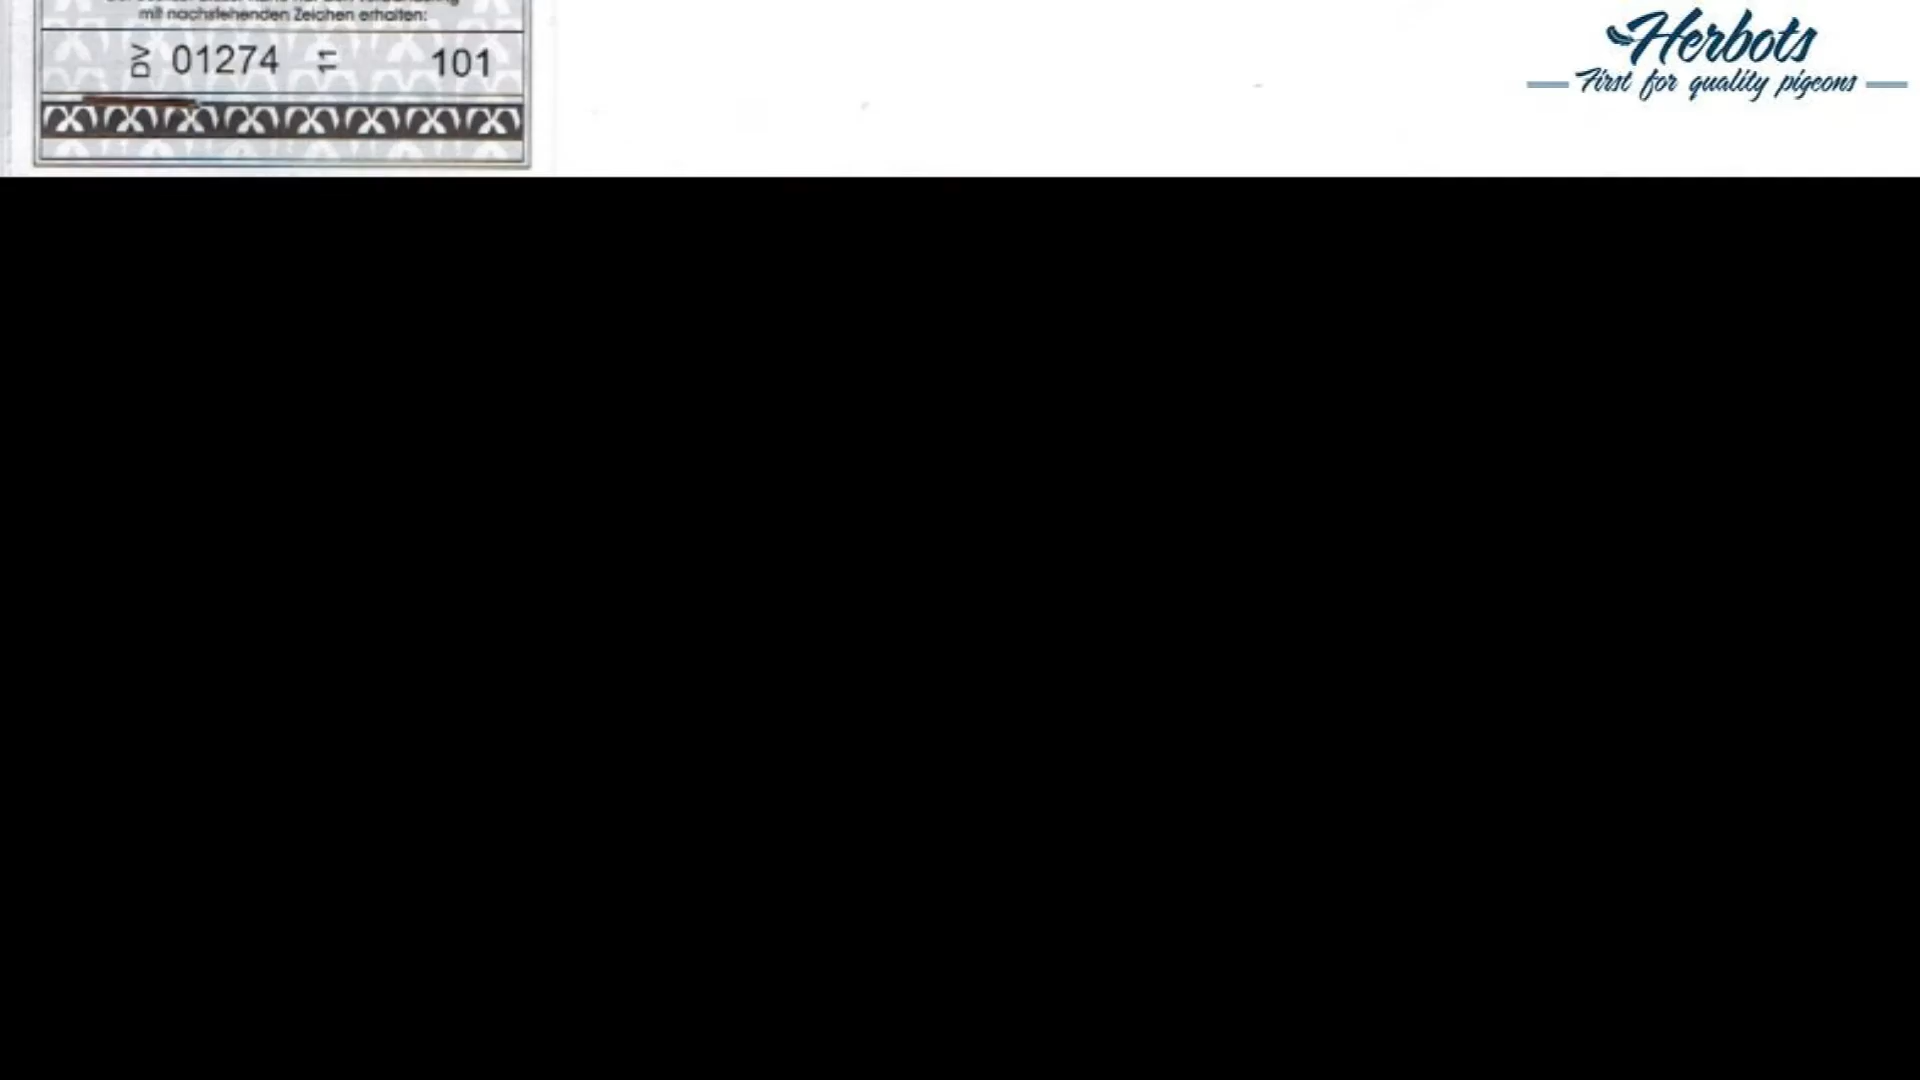 mit nachstehenden Zeichen erhalten:
DV 01274 11 101
Herbots
First for quality pigeons